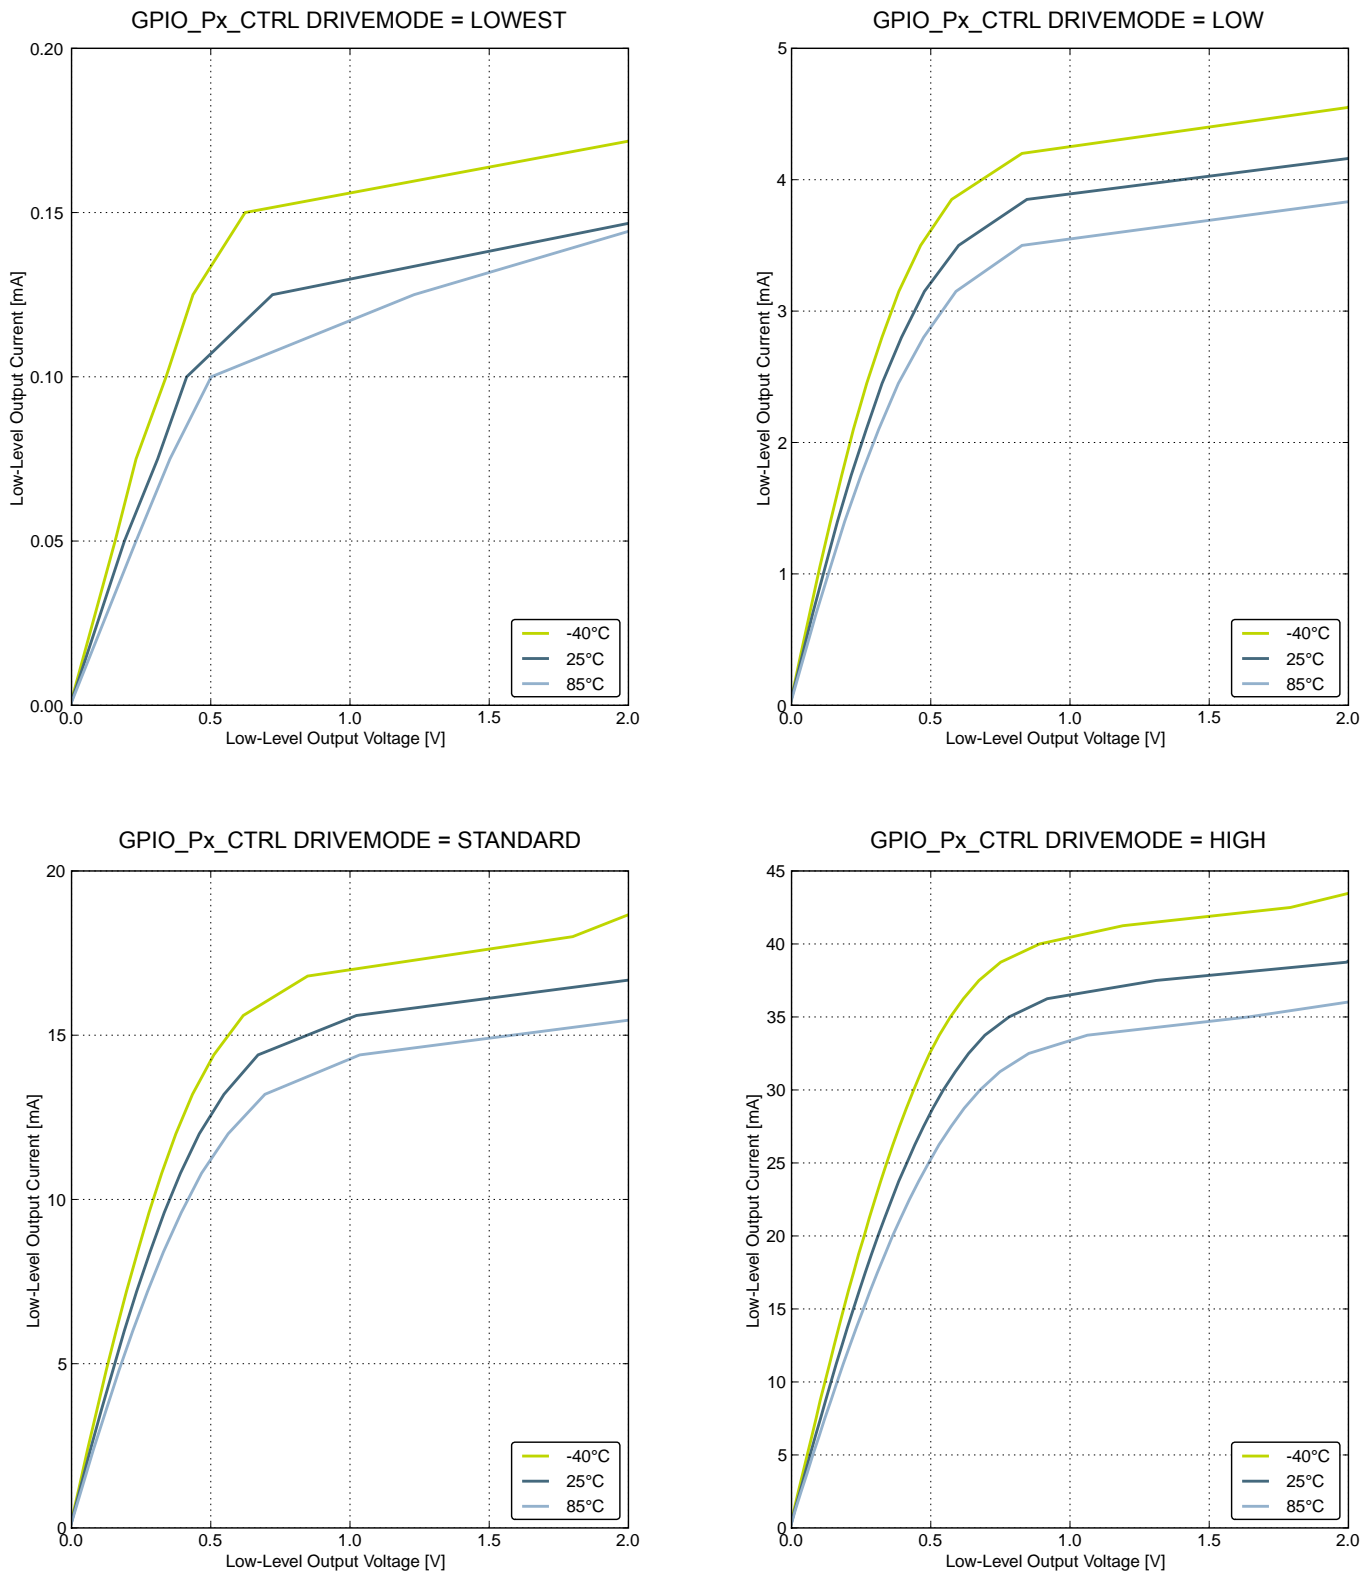 GPIO_Px_CTRL DRIVEMODE = LOWEST
Low-Level Output Current [mA]
0.20
0.15
0.10
0.05
0.00
-40°C
25°C
85°C
0.0 0.5 1.0 1.5 2.0
Low-Level Output Voltage [V]
GPIO_Px_CTRL DRIVEMODE = LOW
Low-Level Output Current [mA]
5
4
3
2
1
0
-40°C
25°C
85°C
0.0 0.5 1.0 1.5 2.0
Low-Level Output Voltage [V]
GPIO_Px_CTRL DRIVEMODE = STANDARD
Low-Level Output Current [mA]
20
15
10
5
0
-40°C
25°C
85°C
0.0 0.5 1.0 1.5 2.0
Low-Level Output Voltage [V]
GPIO_Px_CTRL DRIVEMODE = HIGH
Low-Level Output Current [mA]
45
40
35
30
25
20
15
10
5
0
-40°C
25°C
85°C
0.0 0.5 1.0 1.5 2.0
Low-Level Output Voltage [V]